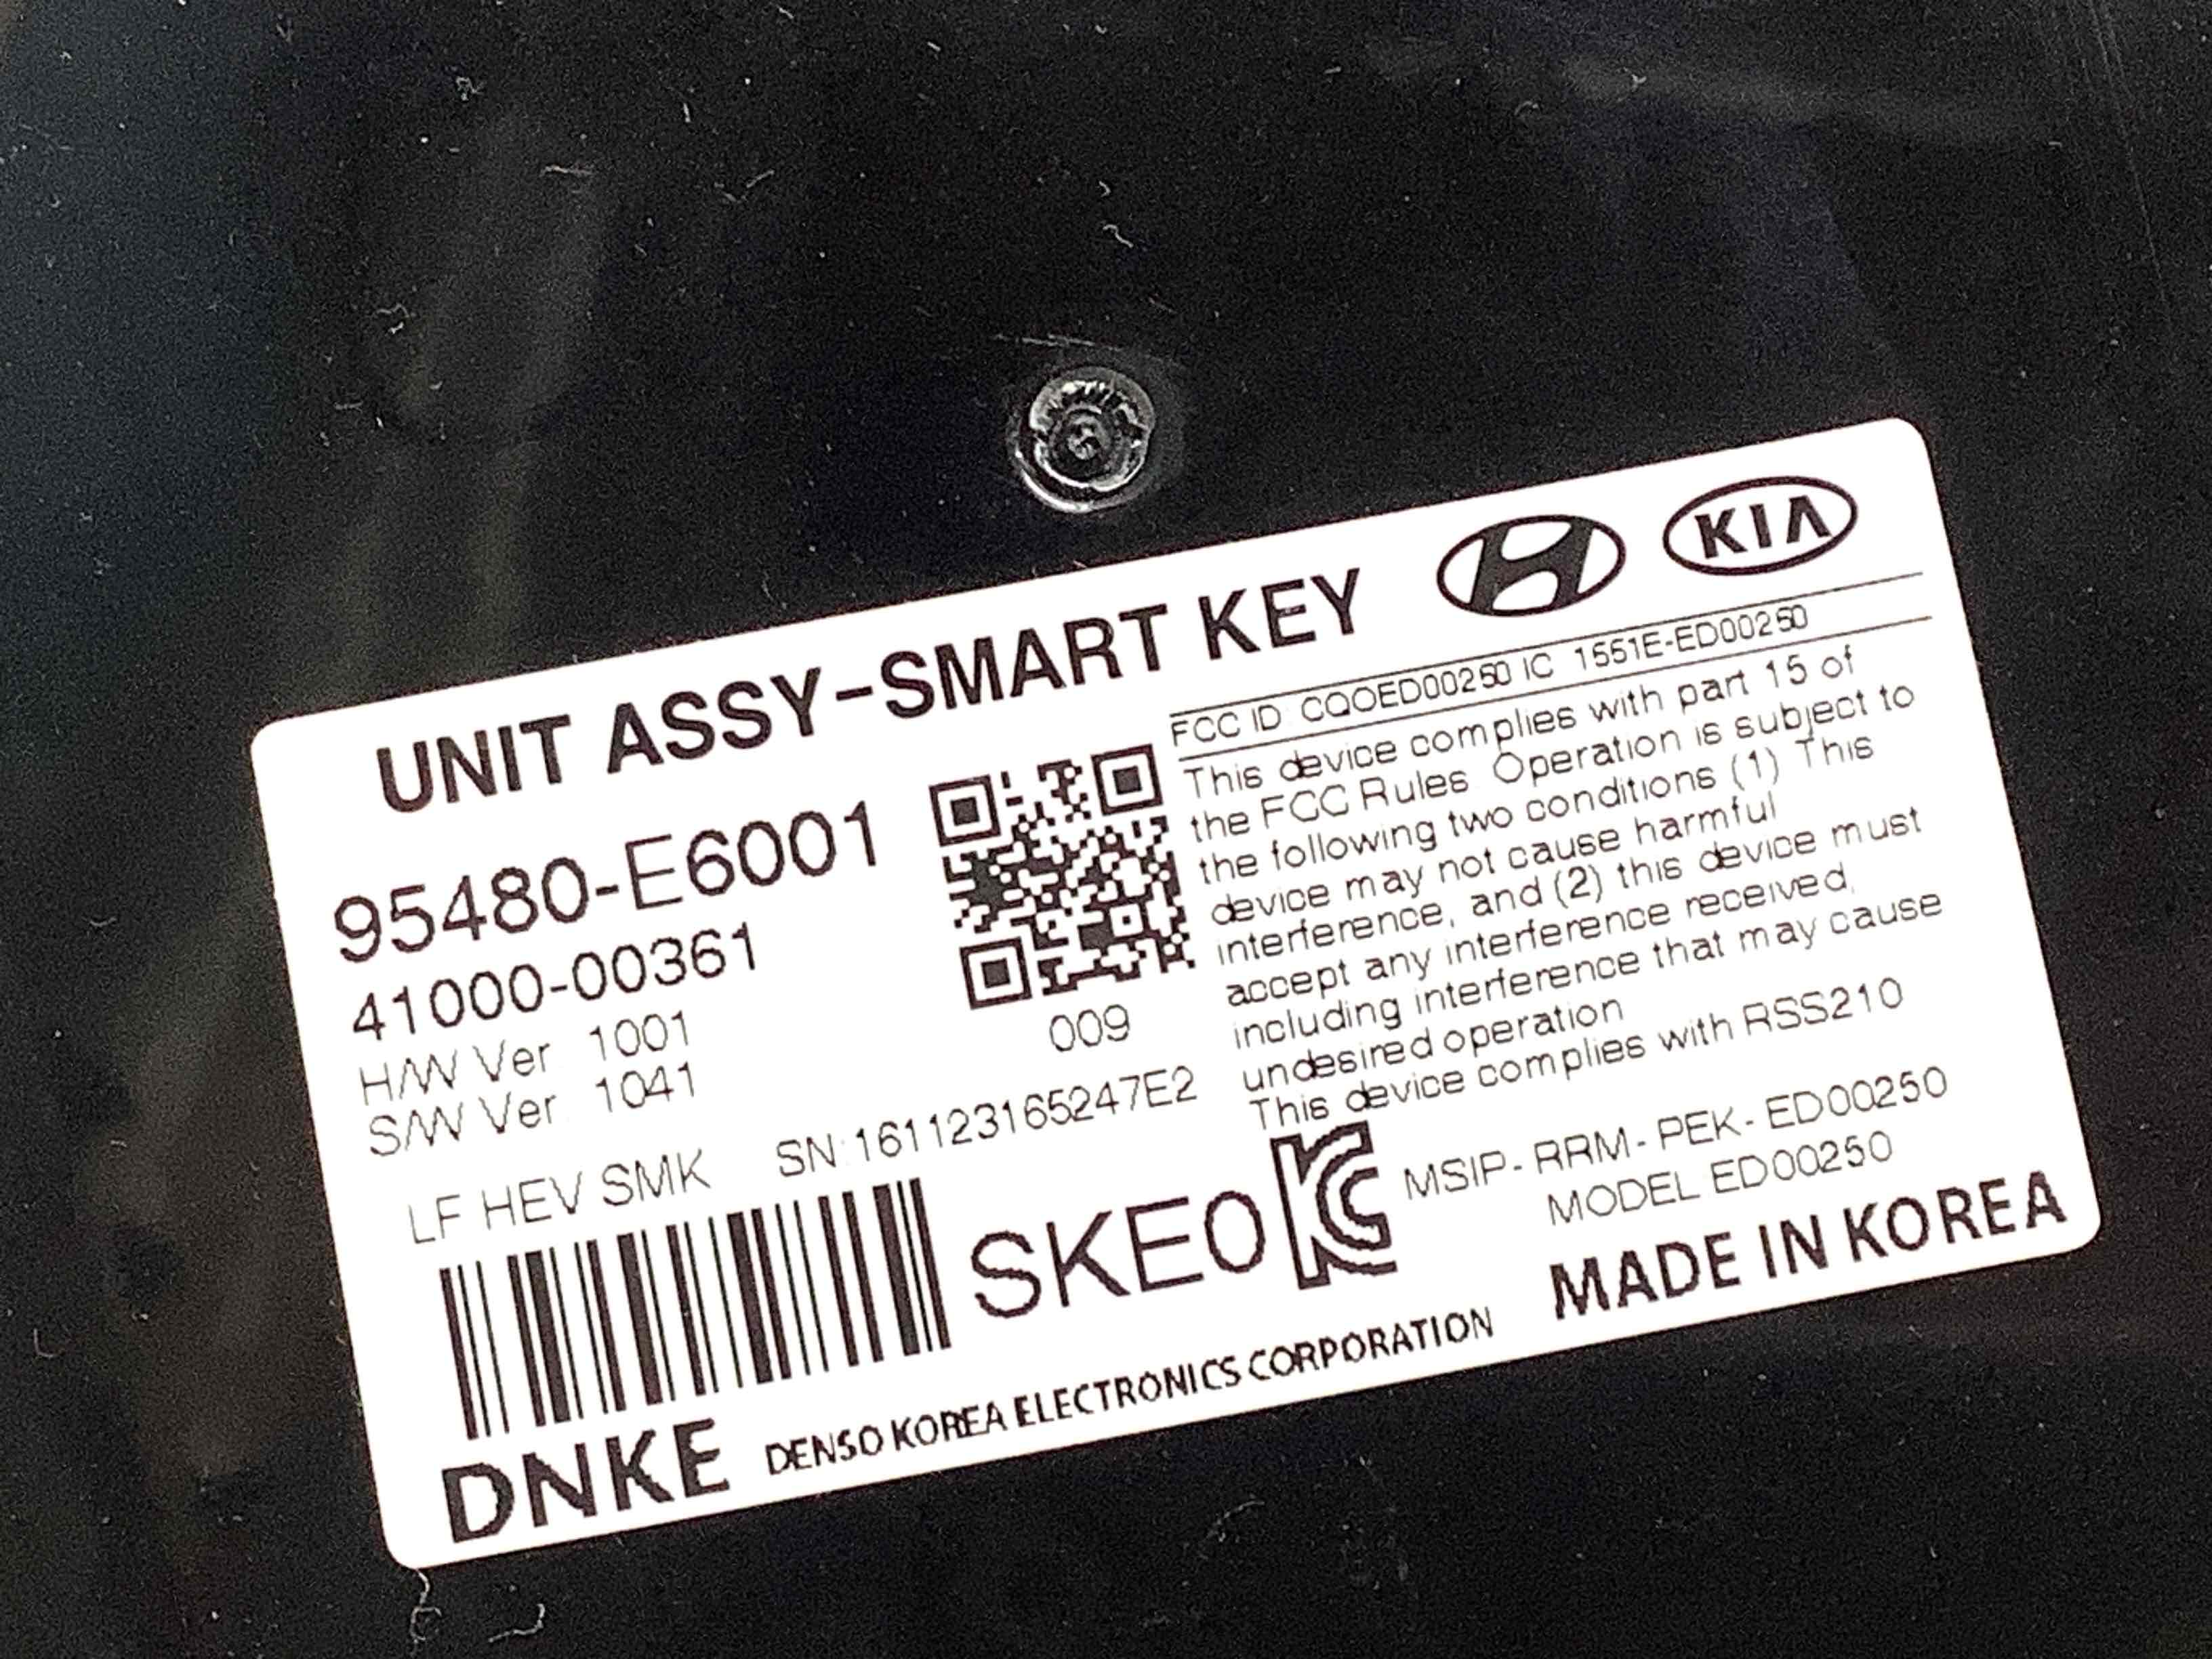 UNIT ASSY-SMART KEY
KIA
95480-E6001
41000-00361
H/W Ver 1001
S/W Ver 1041
009
FCC ID CQOED00250 IC 1551E-ED00250
This device complies with part 15 of
the FCC Rules. Operation is subject to
the following two conditions (1) This
device may not cause harmful
interference, and (2) this device must
accept any interference received,
including interference that may cause
undesired operation
This device complies with RSS210
LF HEV SMK SN:161123165247E2
SKE0
MSIP-RRM-PEK-ED00250
MODEL ED00250
DNKE DENSO KOREA ELECTRONICS CORPORATION MADE IN KOREA